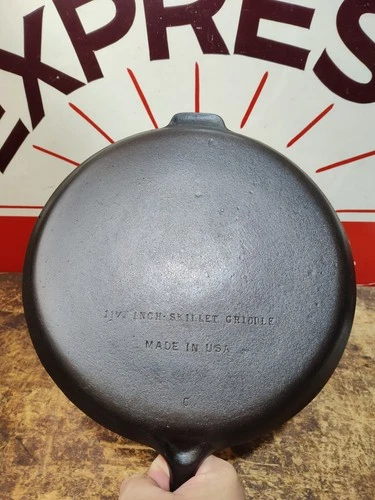 EXPRES
11¾ INCH-SKILLET GRIDDLE
MADE IN USA
C